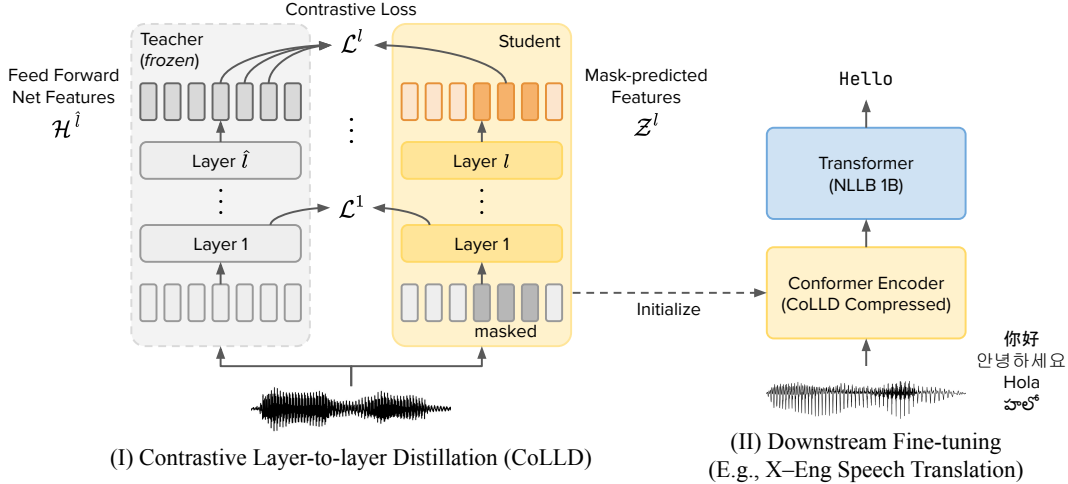 Contrastive Loss
Teacher
(frozen)
Student
Feed Forward
Net Features
ℋ^l̂
ℒ^l
Mask-predicted
Features
𝒵^l
Layer l̂
Layer l
ℒ^1
Layer 1
Layer 1
masked
Initialize
Hello
Transformer
(NLLB 1B)
Conformer Encoder
(CoLLD Compressed)
你好
안녕하세요
Hola
హలో
(I) Contrastive Layer-to-layer Distillation (CoLLD)
(II) Downstream Fine-tuning
(E.g., X–Eng Speech Translation)